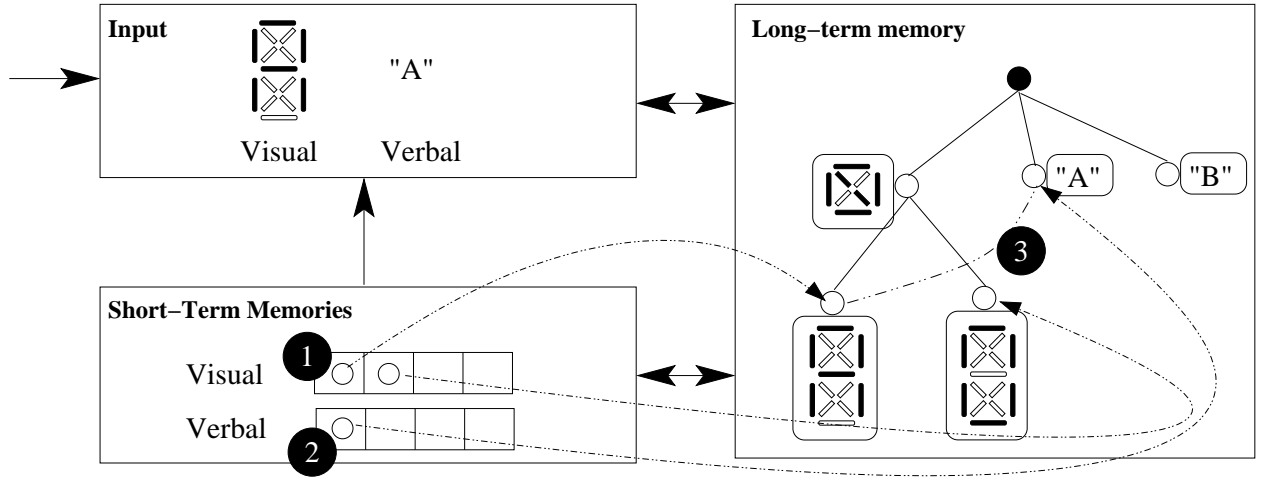 Input
"A"
Visual Verbal
Long−term memory
"A"
"B"
3
Short−Term Memories
1
Visual
Verbal
2